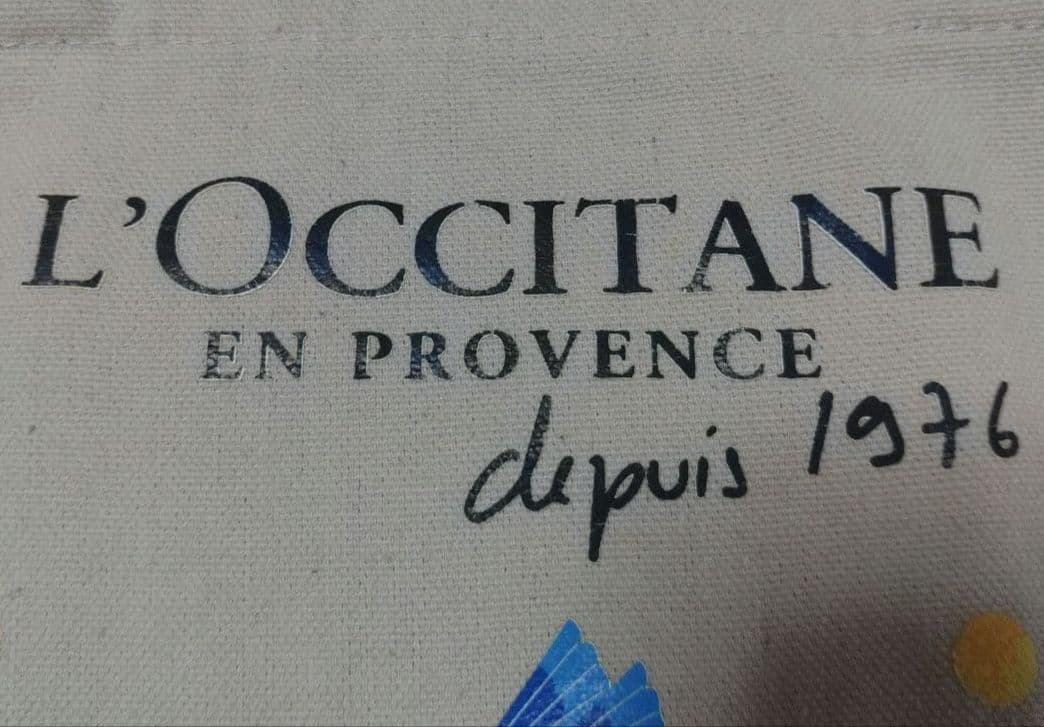 L'OCCITANE
EN PROVENCE
depuis 1976